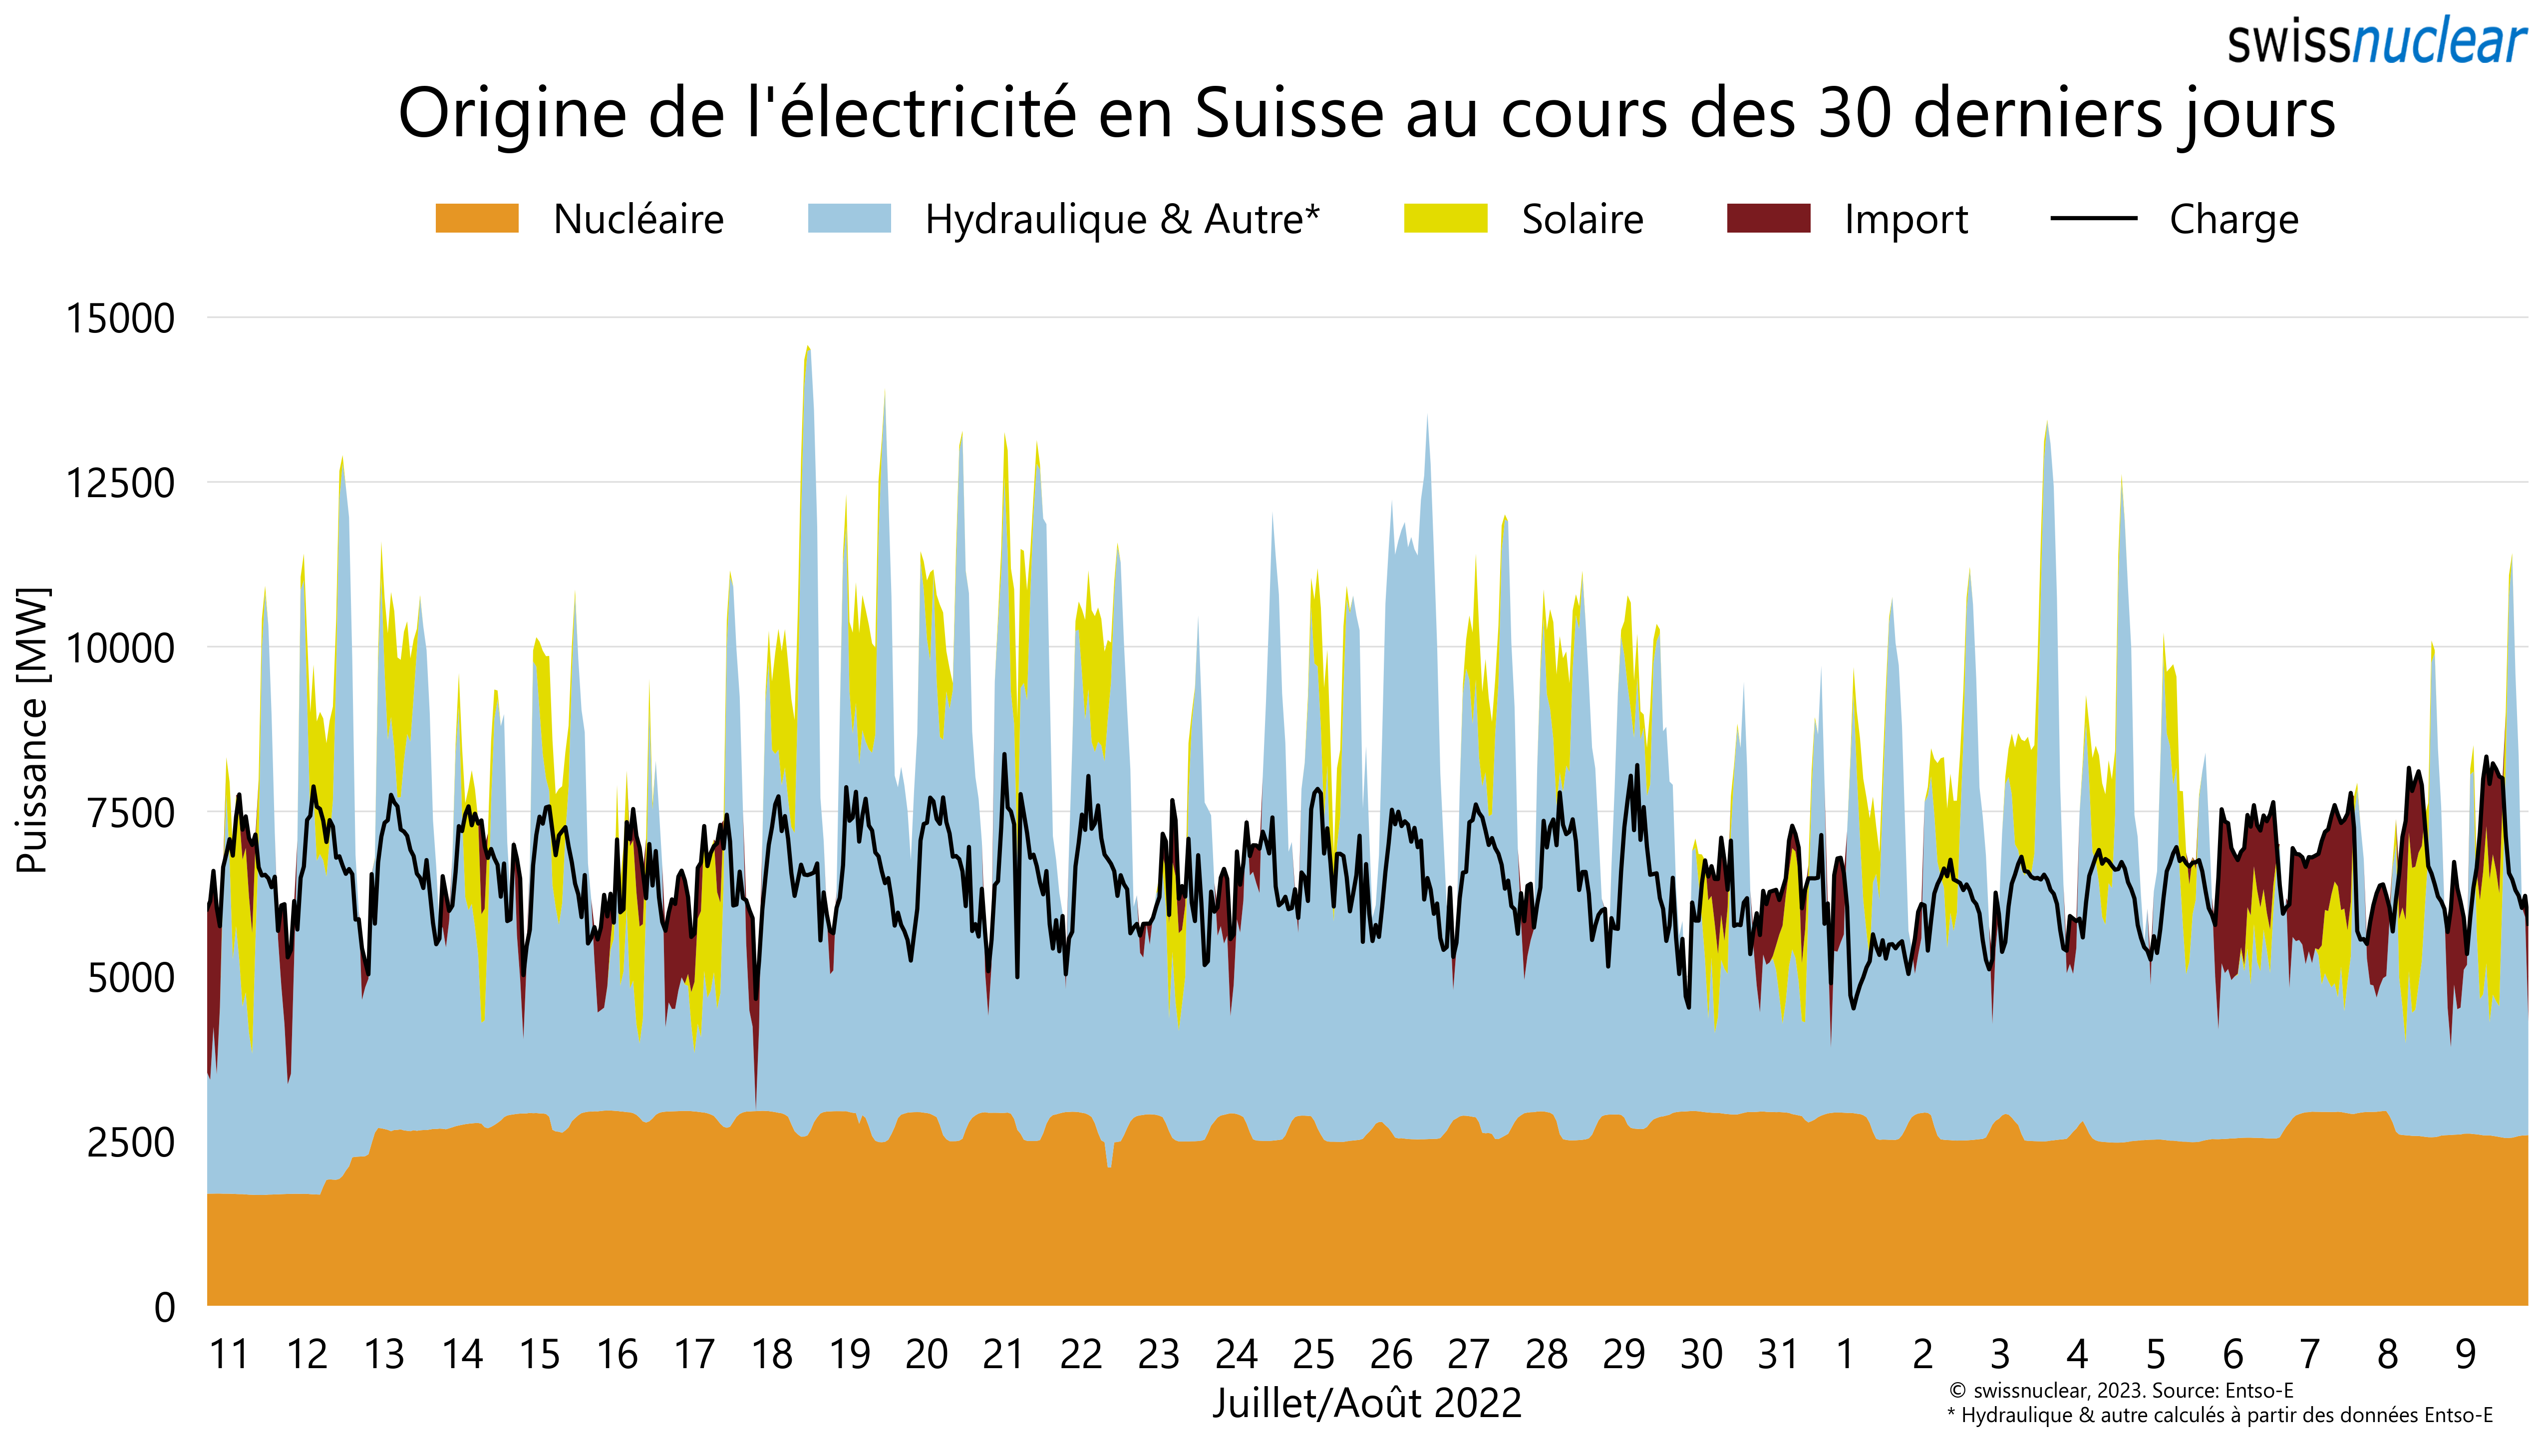 swissnuclear
Origine de l'électricité en Suisse au cours des 30 derniers jours
Nucléaire Hydraulique & Autre* Solaire Import Charge
Puissance [MW]
15000
12500
10000
7500
5000
2500
0
11 12 13 14 15 16 17 18 19 20 21 22 23 24 25 26 27 28 29 30 31 1 2 3 4 5 6 7 8 9
Juillet/Août 2022
© swissnuclear, 2023. Source: Entso-E
* Hydraulique & autre calculés à partir des données Entso-E